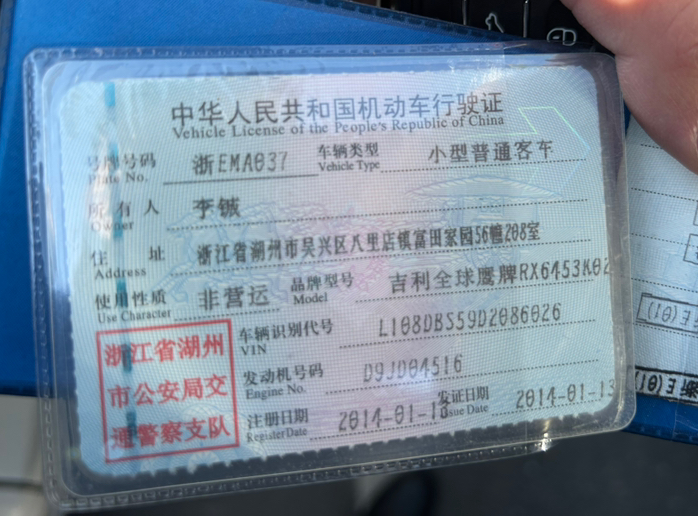 中华人民共和国机动车行驶证
Vehicle License of the People's Republic of China
号牌号码 浙EMA037 车辆类型 小型普通客车
Plate No. Vehicle Type
所有人 李铖
Owner
住址 浙江省湖州市吴兴区八里店镇富田家园56幢208室
Address
使用性质 非营运 品牌型号 吉利全球鹰牌RX6453K02
Use Character Model
车辆识别代号 L108DBS59D2086026
VIN
发动机号码 D9JD04516
Engine No.
注册日期 2014-01-13 发证日期 2014-01-13
RegisterDate Issue Date
浙江省湖州
市公安局交
通警察支队